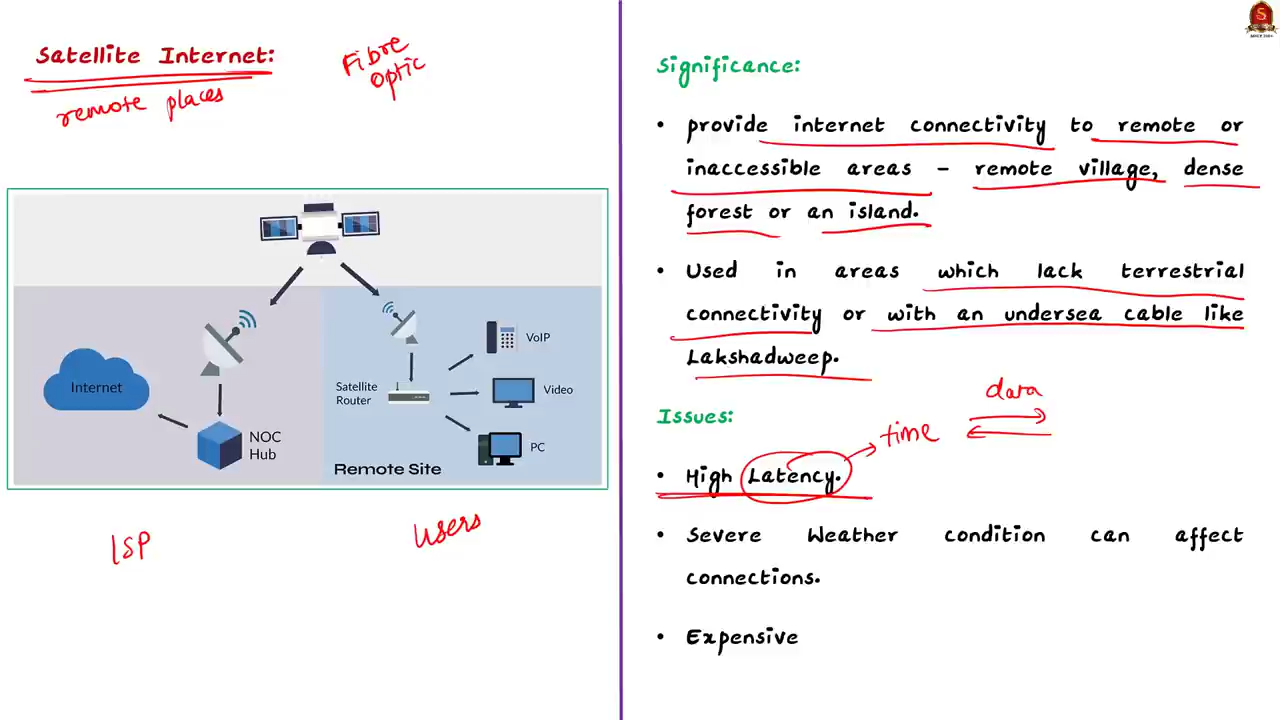 Satellite Internet:
remote places
Fibre
Optic
Internet
NOC
Hub
Satellite
Router
VoIP
Video
PC
Remote Site
ISP
Users
Significance:
• provide internet connectivity to remote or
inaccessible areas – remote village, dense
forest or an island.
• Used in areas which lack terrestrial
connectivity or with an undersea cable like
Lakshadweep.
Issues:
data
time
• High Latency.
• Severe Weather condition can affect
connections.
• Expensive